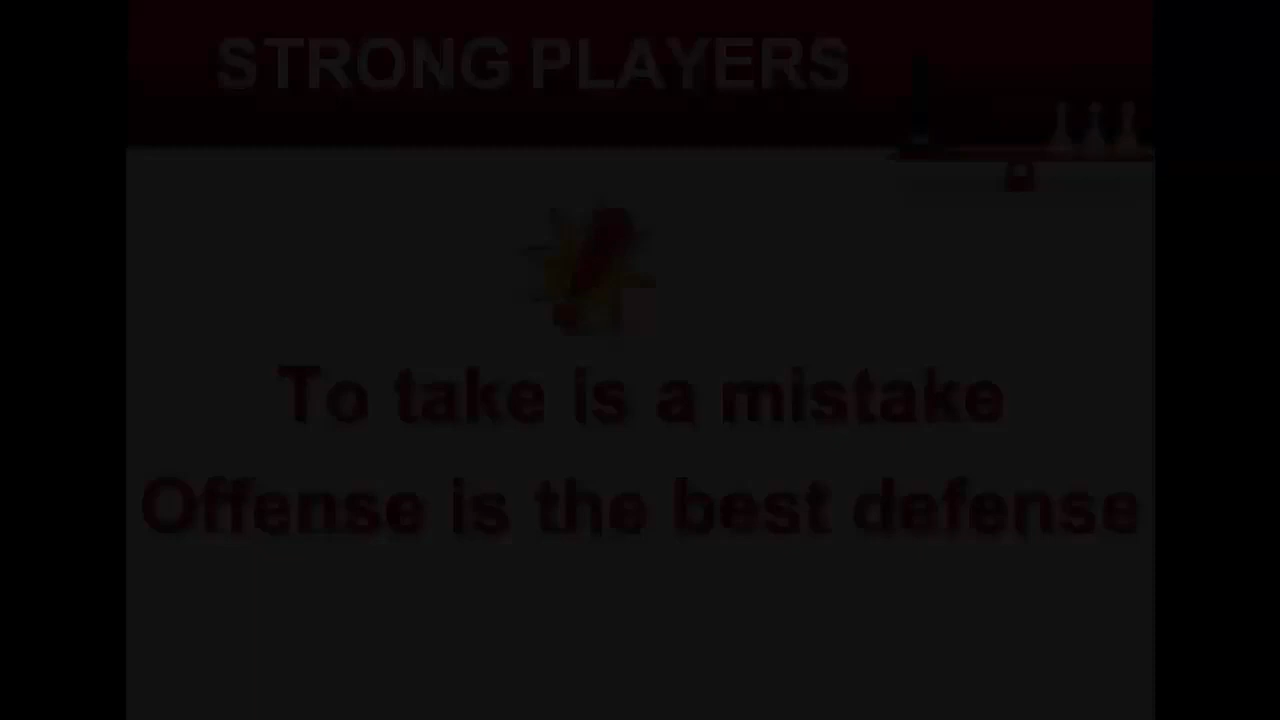 STRONG PLAYERS
To take is a mistake
Offense is the best defense